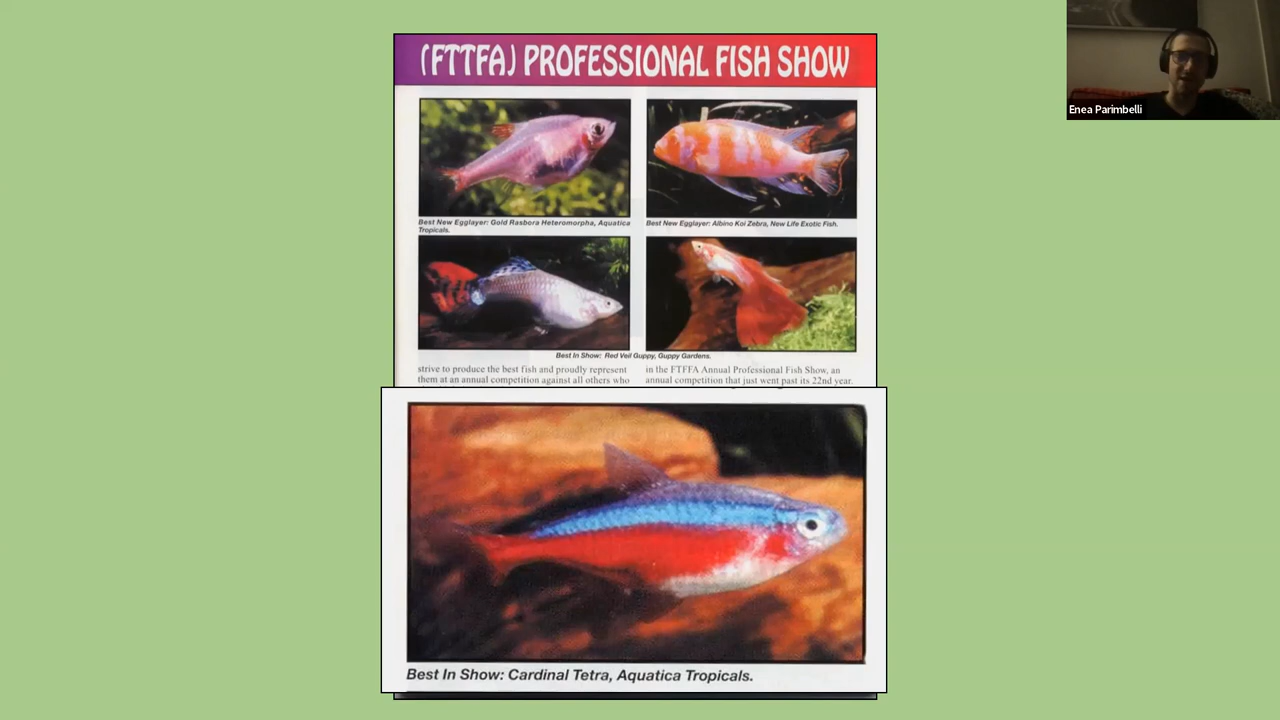 (FTTFA) PROFESSIONAL FISH SHOW
Enea Parimbelli
Best New Egglayer: Gold Rasbora Heteromorpha, Aquatica
Tropicals.
Best New Egglayer: Albino Koi Zebra, New Life Exotic Fish.
Best In Show: Red Veil Guppy, Guppy Gardens.
strive to produce the best fish and proudly represent
them at an annual competition against all others who
in the FTFFA Annual Professional Fish Show, an
annual competition that just went past its 22nd year.
Best In Show: Cardinal Tetra, Aquatica Tropicals.